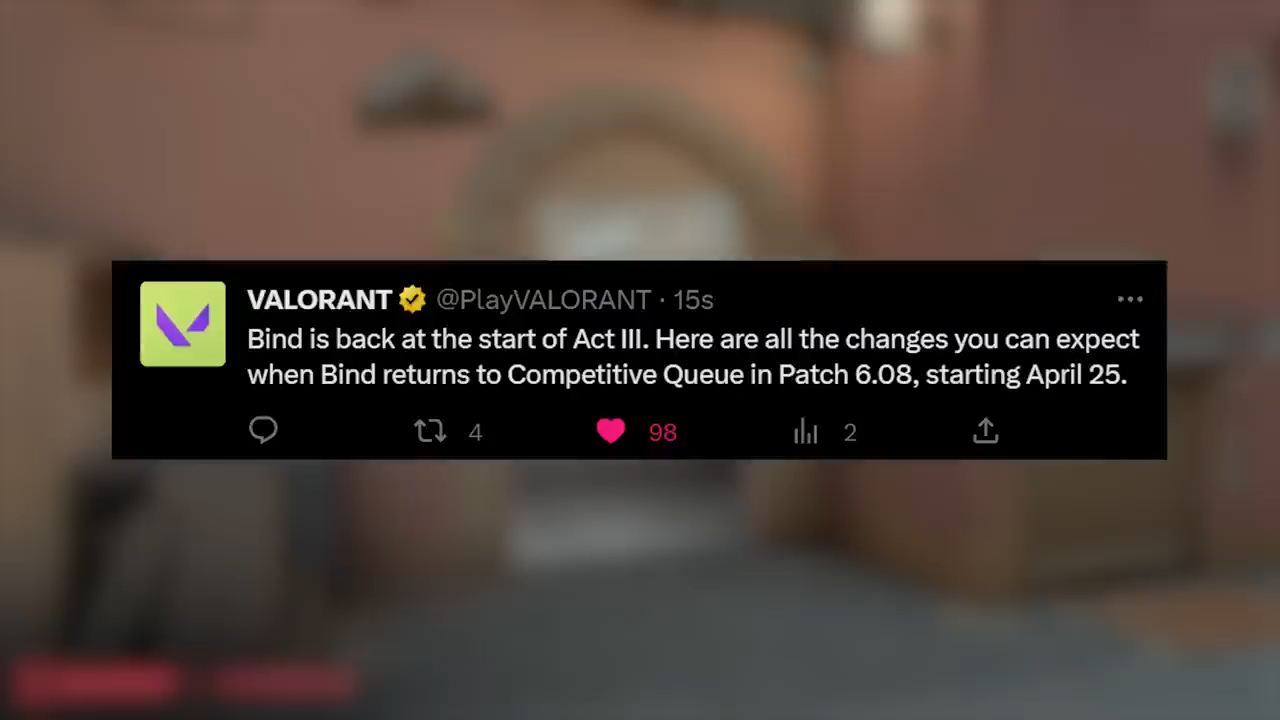 VALORANT @PlayVALORANT · 15s
Bind is back at the start of Act III. Here are all the changes you can expect
when Bind returns to Competitive Queue in Patch 6.08, starting April 25.
4 98 2